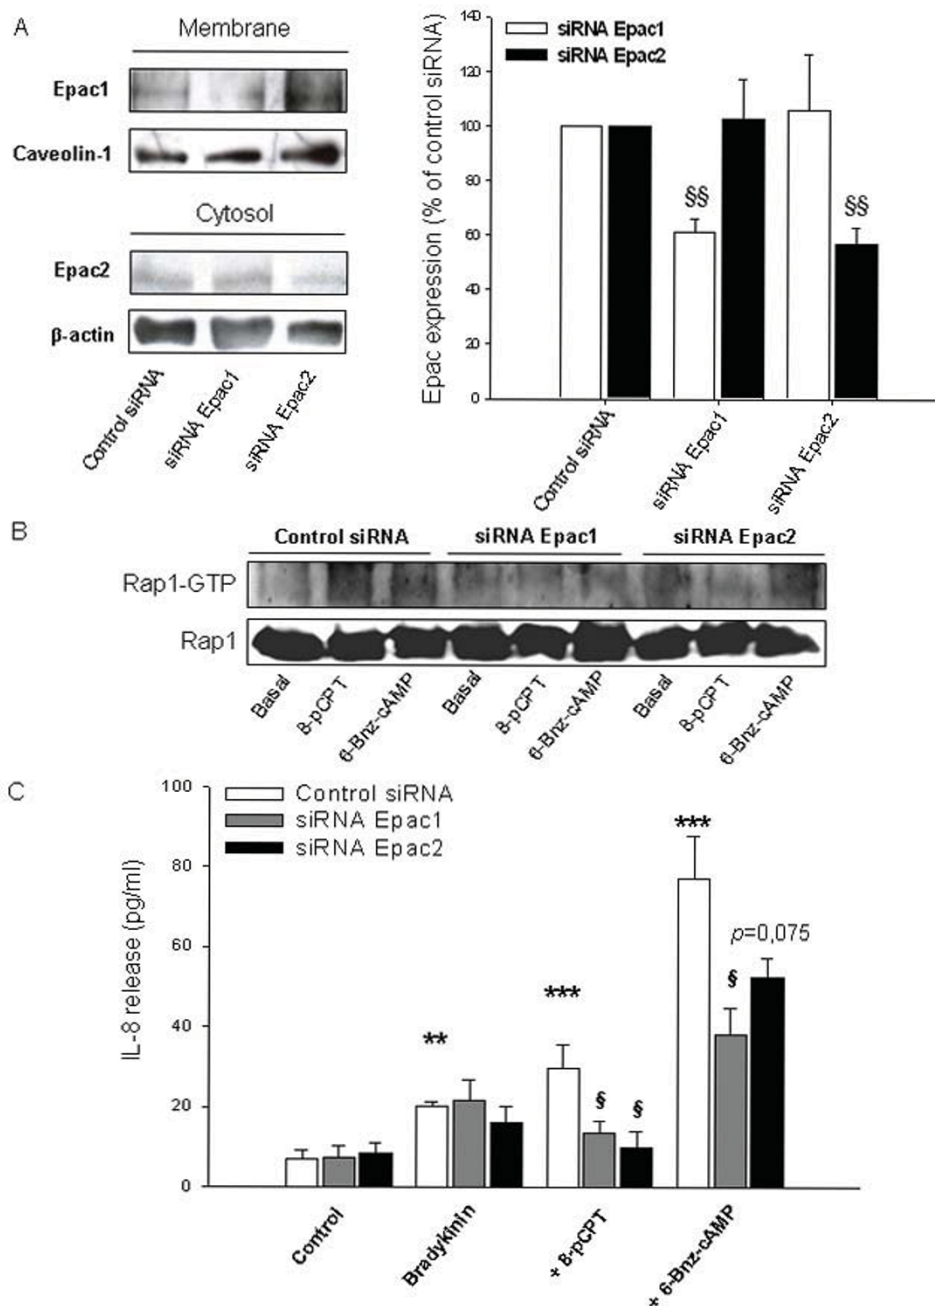 A
Membrane
Epac1
Caveolin-1
Cytosol
Epac2
β-actin
Control siRNA
siRNA Epac1
siRNA Epac2
Epac expression (% of control siRNA)
140
120
100
80
60
40
20
0
siRNA Epac1
siRNA Epac2
§§
§§
Control siRNA
siRNA Epac1
siRNA Epac2
B
Control siRNA
siRNA Epac1
siRNA Epac2
Rap1-GTP
Rap1
Basal
8-pCPT
6-Bnz-cAMP
Basal
8-pCPT
6-Bnz-cAMP
Basal
8-pCPT
6-Bnz-cAMP
C
IL-8 release (pg/ml)
100
80
60
40
20
0
Control siRNA
siRNA Epac1
siRNA Epac2
**
***
§
§
***
§
p=0,075
Control
Bradykinin
+ 8-pCPT
+ 6-Bnz-cAMP